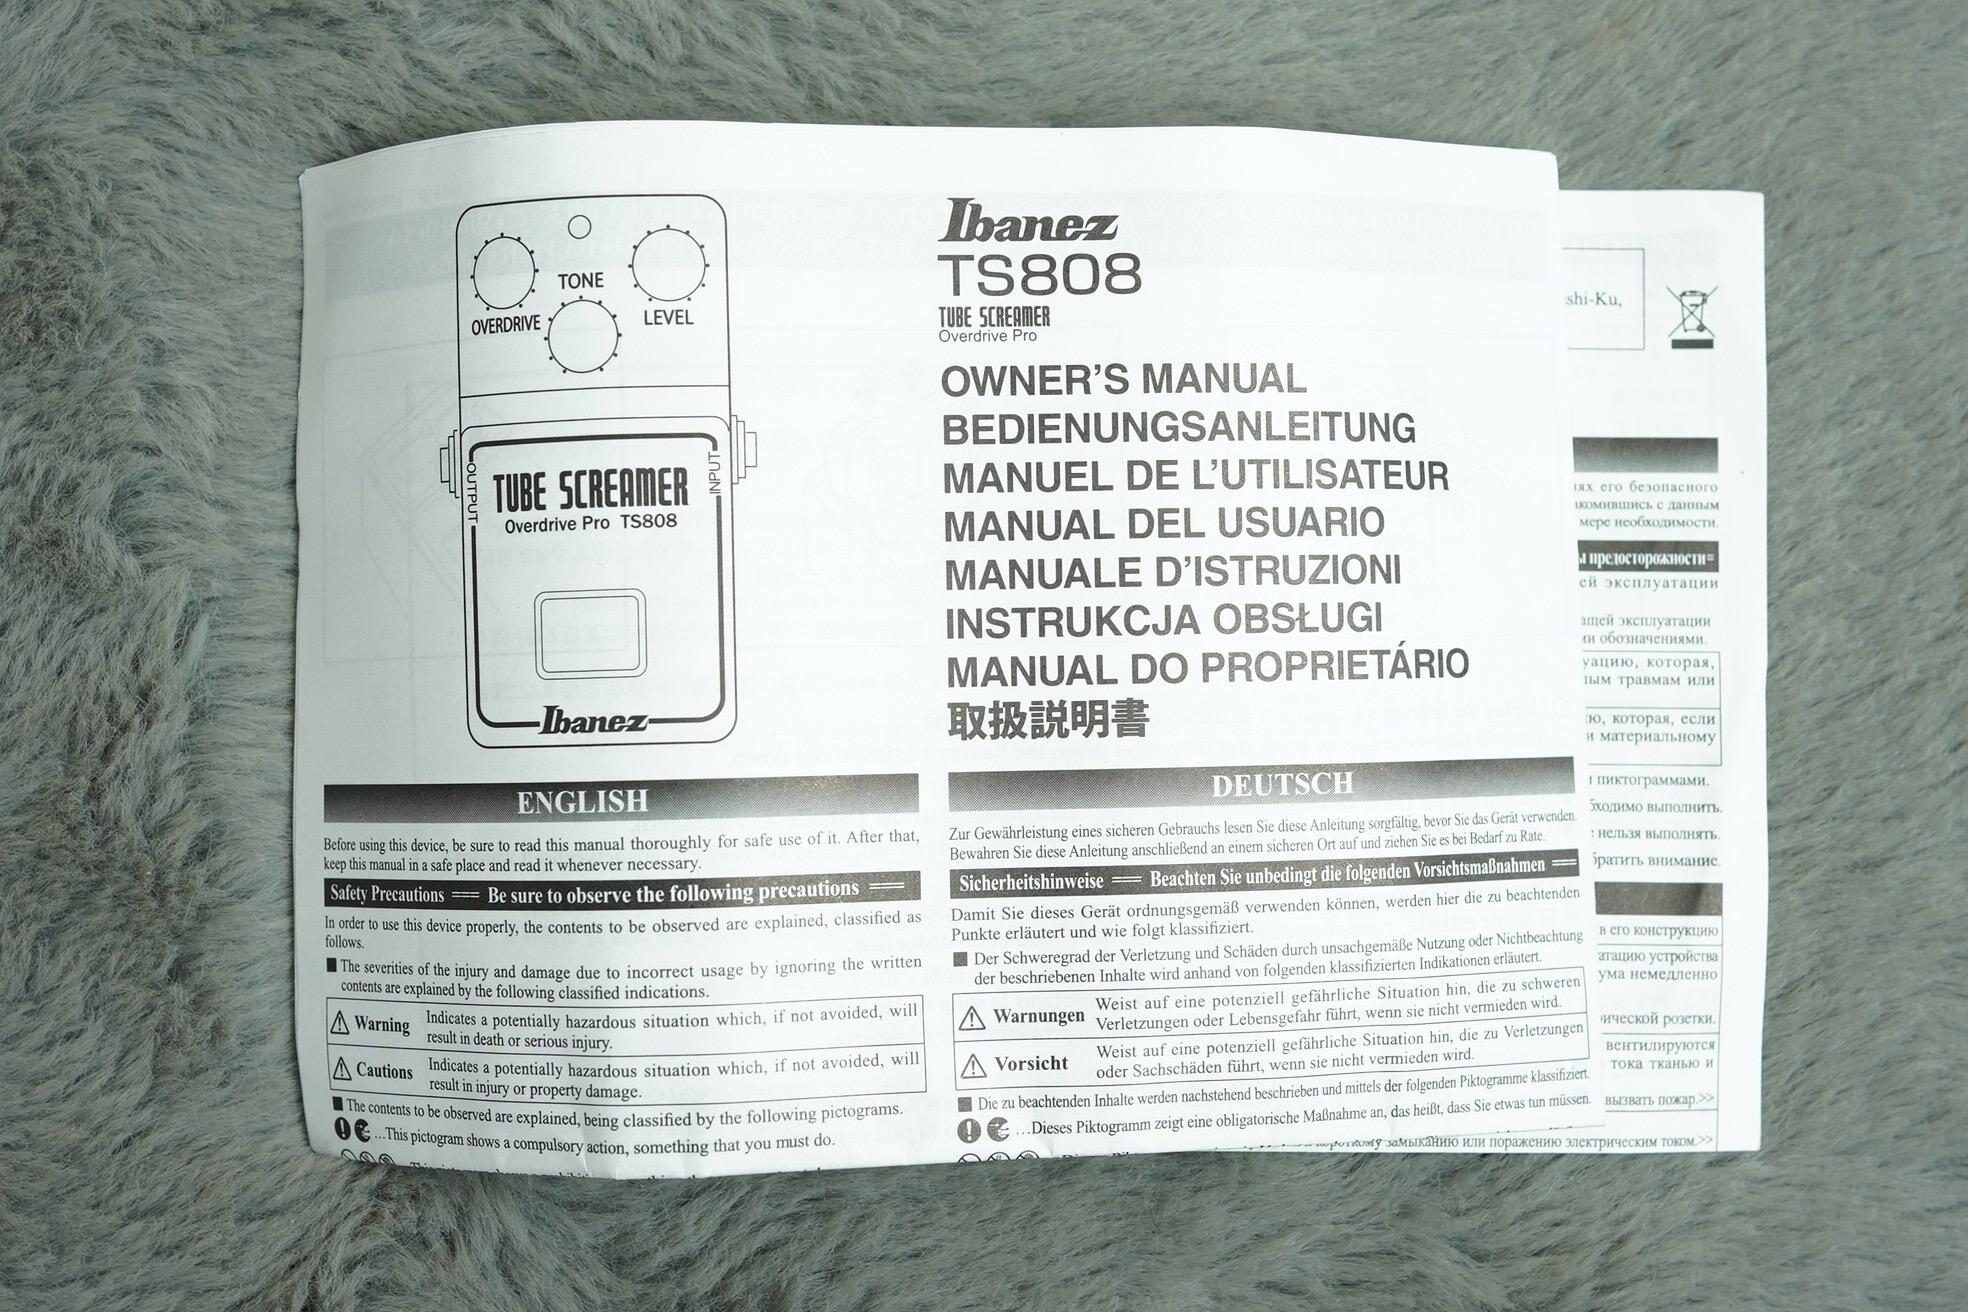 OVERDRIVE
TONE
LEVEL
OUTPUT
INPUT
TUBE SCREAMER
Overdrive Pro TS808
Ibanez
Ibanez
TS808
TUBE SCREAMER
Overdrive Pro
OWNER'S MANUAL
BEDIENUNGSANLEITUNG
MANUEL DE L'UTILISATEUR
MANUAL DEL USUARIO
MANUALE D'ISTRUZIONI
INSTRUKCJA OBSŁUGI
MANUAL DO PROPRIETÁRIO
取扱説明書
ENGLISH
Before using this device, be sure to read this manual thoroughly for safe use of it. After that,
keep this manual in a safe place and read it whenever necessary.
Safety Precautions === Be sure to observe the following precautions ===
In order to use this device properly, the contents to be observed are explained, classified as
follows.
■ The severities of the injury and damage due to incorrect usage by ignoring the written
contents are explained by the following classified indications.
Warning
Indicates a potentially hazardous situation which, if not avoided, will
result in death or serious injury.
Cautions
Indicates a potentially hazardous situation which, if not avoided, will
result in injury or property damage.
■ The contents to be observed are explained, being classified by the following pictograms.
...This pictogram shows a compulsory action, something that you must do.
DEUTSCH
Zur Gewährleistung eines sicheren Gebrauchs lesen Sie diese Anleitung sorgfältig, bevor Sie das Gerät verwenden.
Bewahren Sie diese Anleitung anschließend an einem sicheren Ort auf und ziehen Sie es bei Bedarf zu Rate.
Sicherheitshinweise === Beachten Sie unbedingt die folgenden Vorsichtsmaßnahmen ===
Damit Sie dieses Gerät ordnungsgemäß verwenden können, werden hier die zu beachtenden
Punkte erläutert und wie folgt klassifiziert.
■ Der Schweregrad der Verletzung und Schäden durch unsachgemäße Nutzung oder Nichtbeachtung
der beschriebenen Inhalte wird anhand von folgenden klassifizierten Indikationen erläutert.
Warnungen
Weist auf eine potenziell gefährliche Situation hin, die zu schweren
Verletzungen oder Lebensgefahr führt, wenn sie nicht vermieden wird.
Vorsicht
Weist auf eine potenziell gefährliche Situation hin, die zu Verletzungen
oder Sachschäden führt, wenn sie nicht vermieden wird.
■ Die zu beachtenden Inhalte werden nachstehend beschrieben und mittels der folgenden Piktogramme klassifiziert.
...Dieses Piktogramm zeigt eine obligatorische Maßnahme an, das heißt, dass Sie etwas tun müssen.
shi-Ku,
его безопасного
с данным
мере необходимости.
предосторожности=
эксплуатации
эксплуатации
обозначениями.
которая,
травмам или
которая, если
и материальному
пиктограммами.
выполнить.
нельзя выполнять.
внимание.
в его конструкцию
устройства
немедленно
розетки.
вентилируются
тока тканью и
вызвать пожар.>>
замыканию или поражению электрическим током.>>